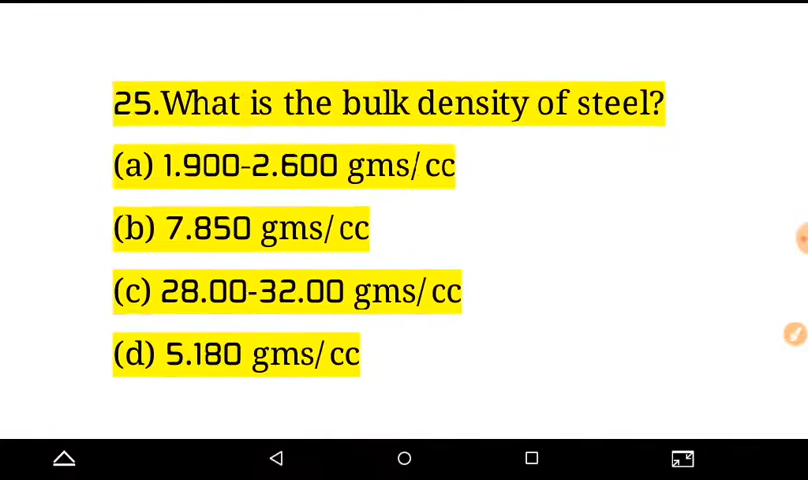 25.What is the bulk density of steel?
(a) 1.900-2.600 gms/cc
(b) 7.850 gms/cc
(c) 28.00-32.00 gms/cc
(d) 5.180 gms/cc